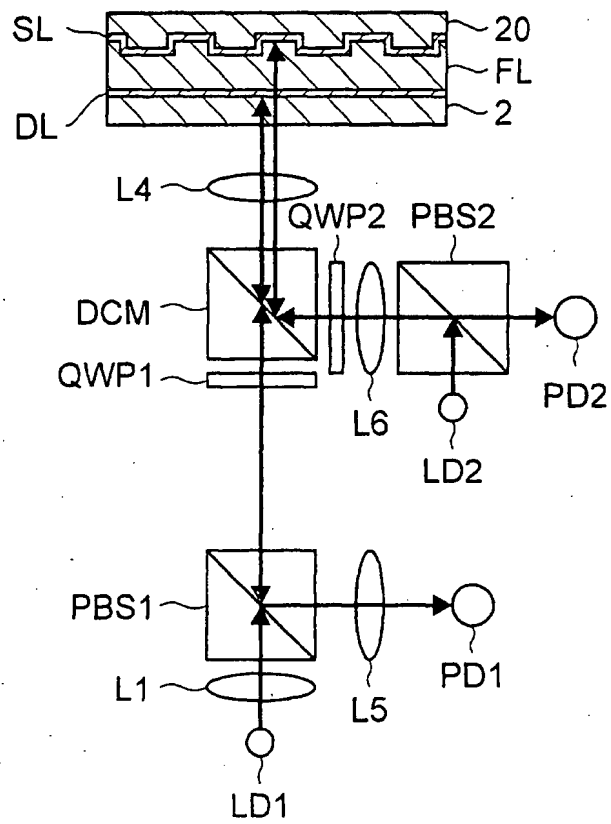 SL
20
FL
DL
2
L4
QWP2
PBS2
DCM
QWP1
L6
PD2
LD2
PBS1
PD1
L1
L5
LD1